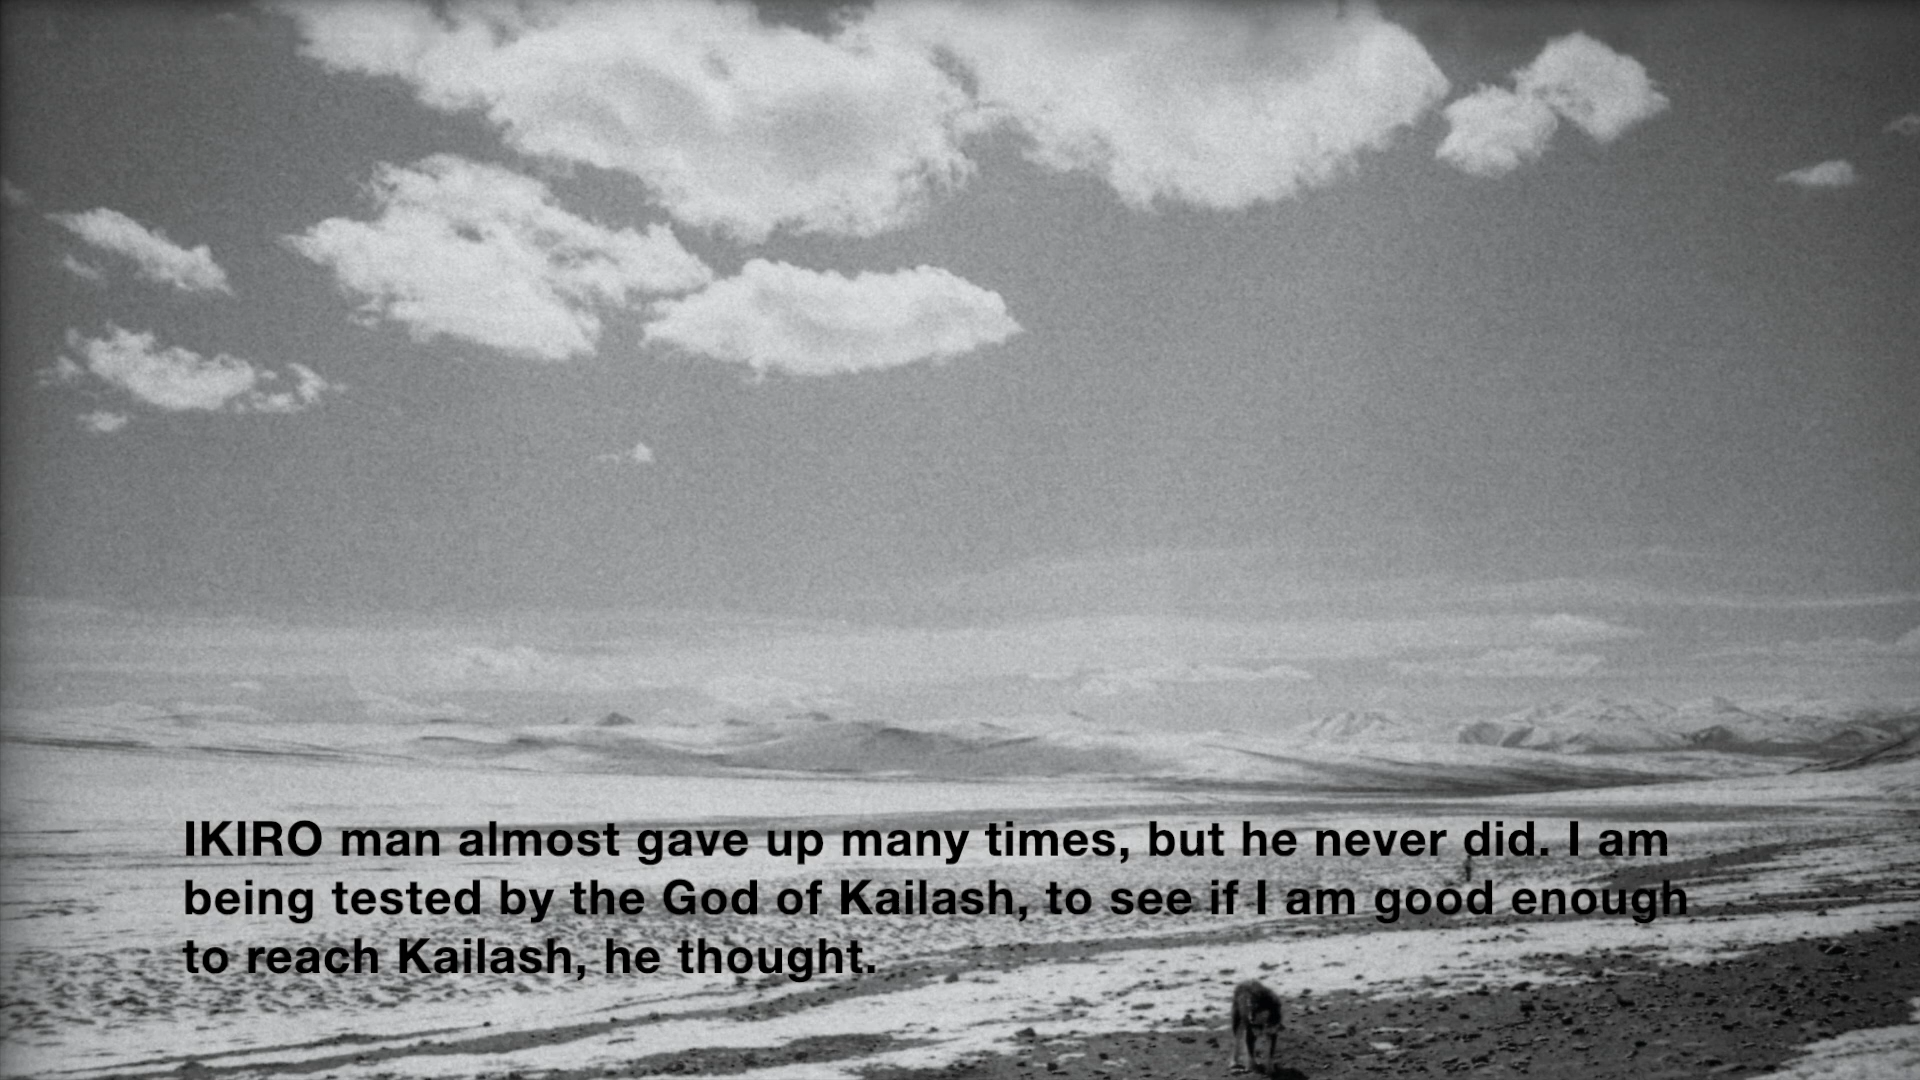 IKIRO man almost gave up many times, but he never did. I am
being tested by the God of Kailash, to see if I am good enough
to reach Kailash, he thought.